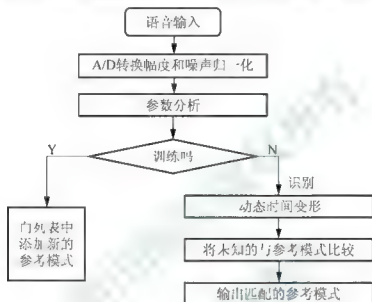 语音输入
A/D转换幅度和噪声归一化
参数分析
训练吗
Y
N
识别
向列表中
添加新的
参考模式
动态时间变形
将未知的与参考模式比较
输出匹配的参考模式